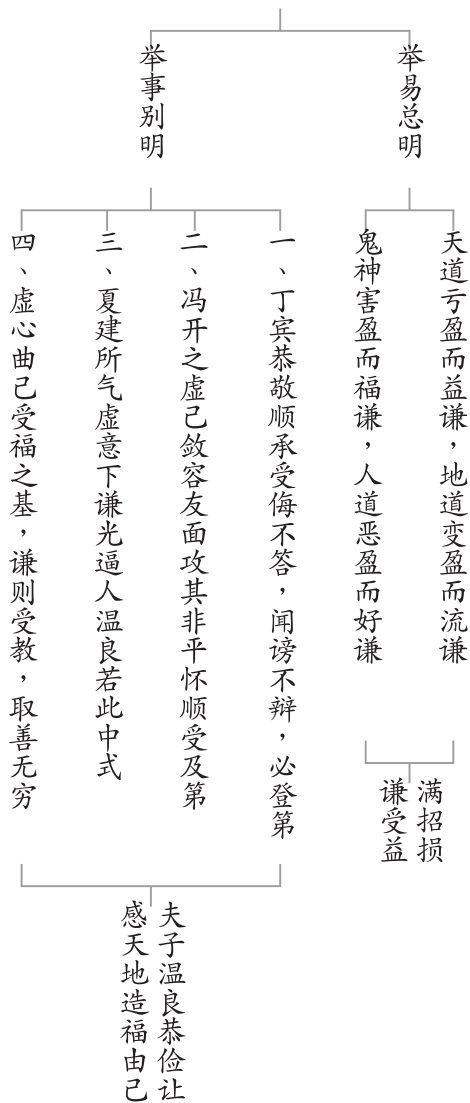 举易总明
天道亏盈而益谦，地道变盈而流谦
鬼神害盈而福谦，人道恶盈而好谦
满招损
谦受益
举事别明
一、丁宾恭敬顺承受侮不答，闻谤不辩，必登第
二、冯开之虚己敛容友面攻其非平怀顺受及第
三、夏建所气虚意下谦光逼人温良若此中式
四、虚心曲己受福之基，谦则受教，取善无穷
夫子温良恭俭让
感天地造福由己